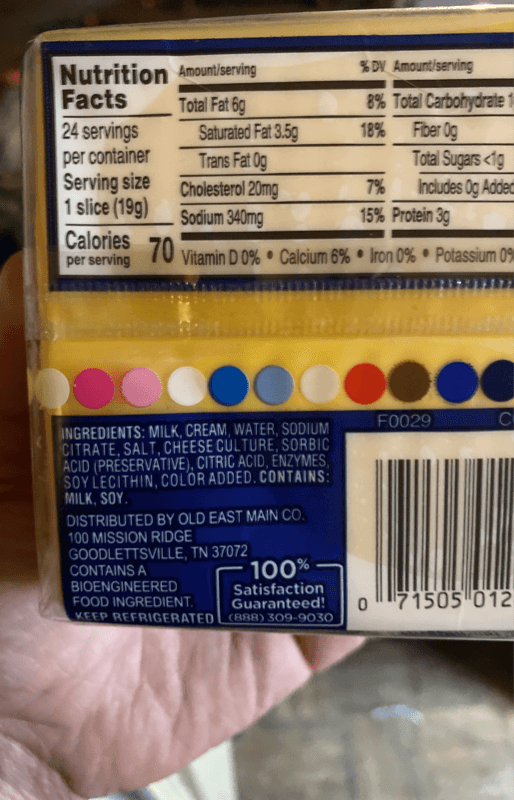 Nutrition Facts
24 servings per container
Serving size 1 slice (19g)
Calories per serving 70
Amount/serving % DV
Total Fat 6g 8%
Saturated Fat 3.5g 18%
Trans Fat 0g
Cholesterol 20mg 7%
Sodium 340mg 15%
Amount/serving
Total Carbohydrate 1
Fiber 0g
Total Sugars <1g
Includes 0g Added
Protein 3g
Vitamin D 0% • Calcium 6% • Iron 0% • Potassium 0%
INGREDIENTS: MILK, CREAM, WATER, SODIUM
CITRATE, SALT, CHEESE CULTURE, SORBIC
ACID (PRESERVATIVE), CITRIC ACID, ENZYMES,
SOY LECITHIN, COLOR ADDED. CONTAINS:
MILK, SOY.
DISTRIBUTED BY OLD EAST MAIN CO.
100 MISSION RIDGE
GOODLETTSVILLE, TN 37072
CONTAINS A
BIOENGINEERED
FOOD INGREDIENT.
KEEP REFRIGERATED
100%
Satisfaction
Guaranteed!
(888) 309-9030
F0029 C
0 71505 012